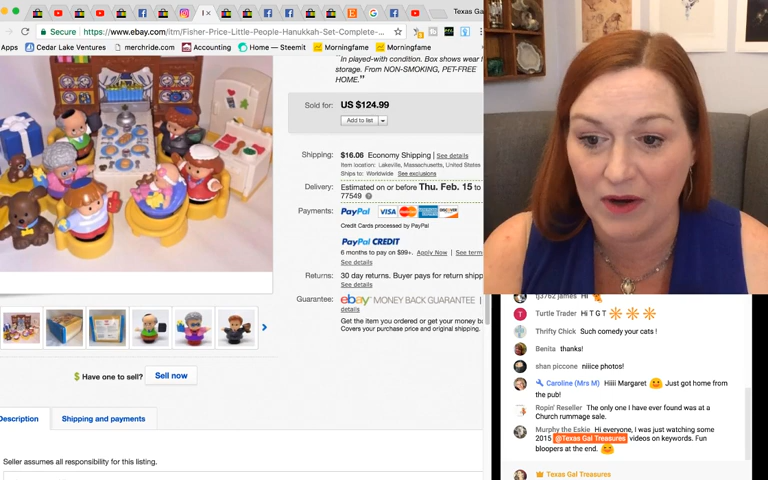 Texas Gal
Secure
https://www.ebay.com/itm/Fisher-Price-Little-People-Hanukkah-Set-Complete-...
Apps
Cedar Lake Ventures
merchride.com
Accounting
Home — Steemit
Morningfame
Morningfame
"In played-with condition. Box shows wear f
storage. From NON-SMOKING, PET-FREE
HOME."
Sold for:
US $124.99
Add to list
Shipping:
$16.06 Economy Shipping | See details
Item location: Lakeville, Massachusetts, United States
Ships to: Worldwide See exclusions
Delivery:
Estimated on or before Thu. Feb. 15 to
77549
Payments:
PayPal VISA MasterCard AMERICAN EXPRESS DISCOVER
Credit Cards processed by PayPal
PayPal CREDIT
6 months to pay on $99+. Apply Now | See term
See details
Returns:
30 day returns. Buyer pays for return shipp
See details
Guarantee:
ebay MONEY BACK GUARANTEE |
details
Get the item you ordered or get your money ba
Covers your purchase price and original shipping.
$ Have one to sell?
Sell now
Description
Shipping and payments
Seller assumes all responsibility for this listing.
tj3762 james Hi
T Turtle Trader Hi T G T
Thrifty Chick Such comedy your cats !
Benita thanks!
shan piccone niiice photos!
Caroline (Mrs M) Hiiii Margaret Just got home from
the pub!
Ropin' Reseller The only one I have ever found was at a
Church rummage sale.
Murphy the Eskie Hi everyone, I was just watching some
2015 @Texas Gal Treasures videos on keywords. Fun
bloopers at the end.
Texas Gal Treasures